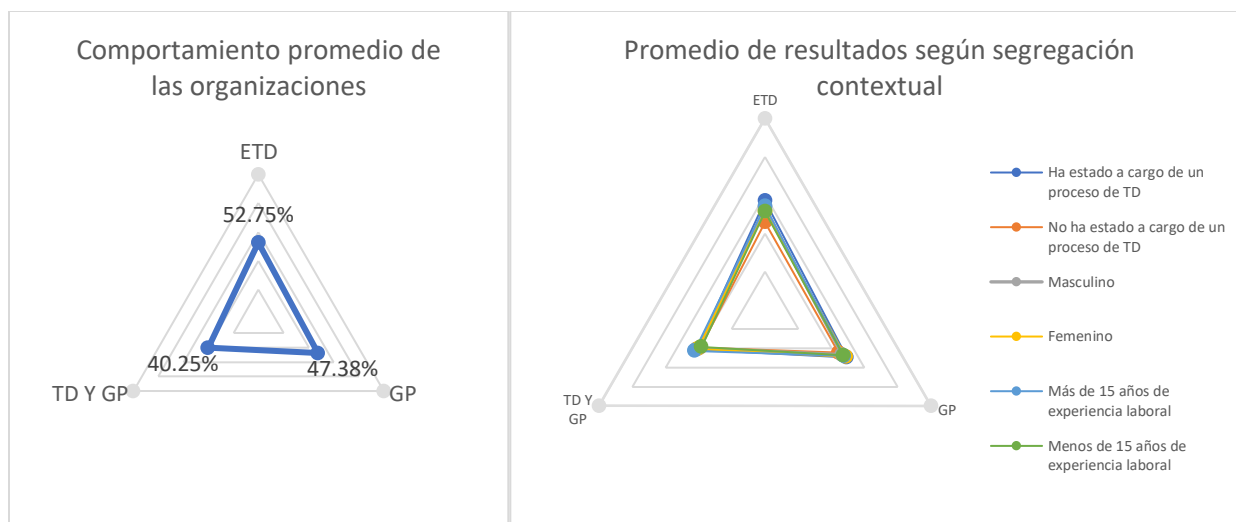 Comportamiento promedio de
las organizaciones
ETD
52.75%
40.25%
47.38%
TD Y GP
GP
Promedio de resultados según segregación
contextual
ETD
TD Y
GP
GP
Ha estado a cargo de un
proceso de TD
No ha estado a cargo de un
proceso de TD
Masculino
Femenino
Más de 15 años de
experiencia laboral
Menos de 15 años de
experiencia laboral